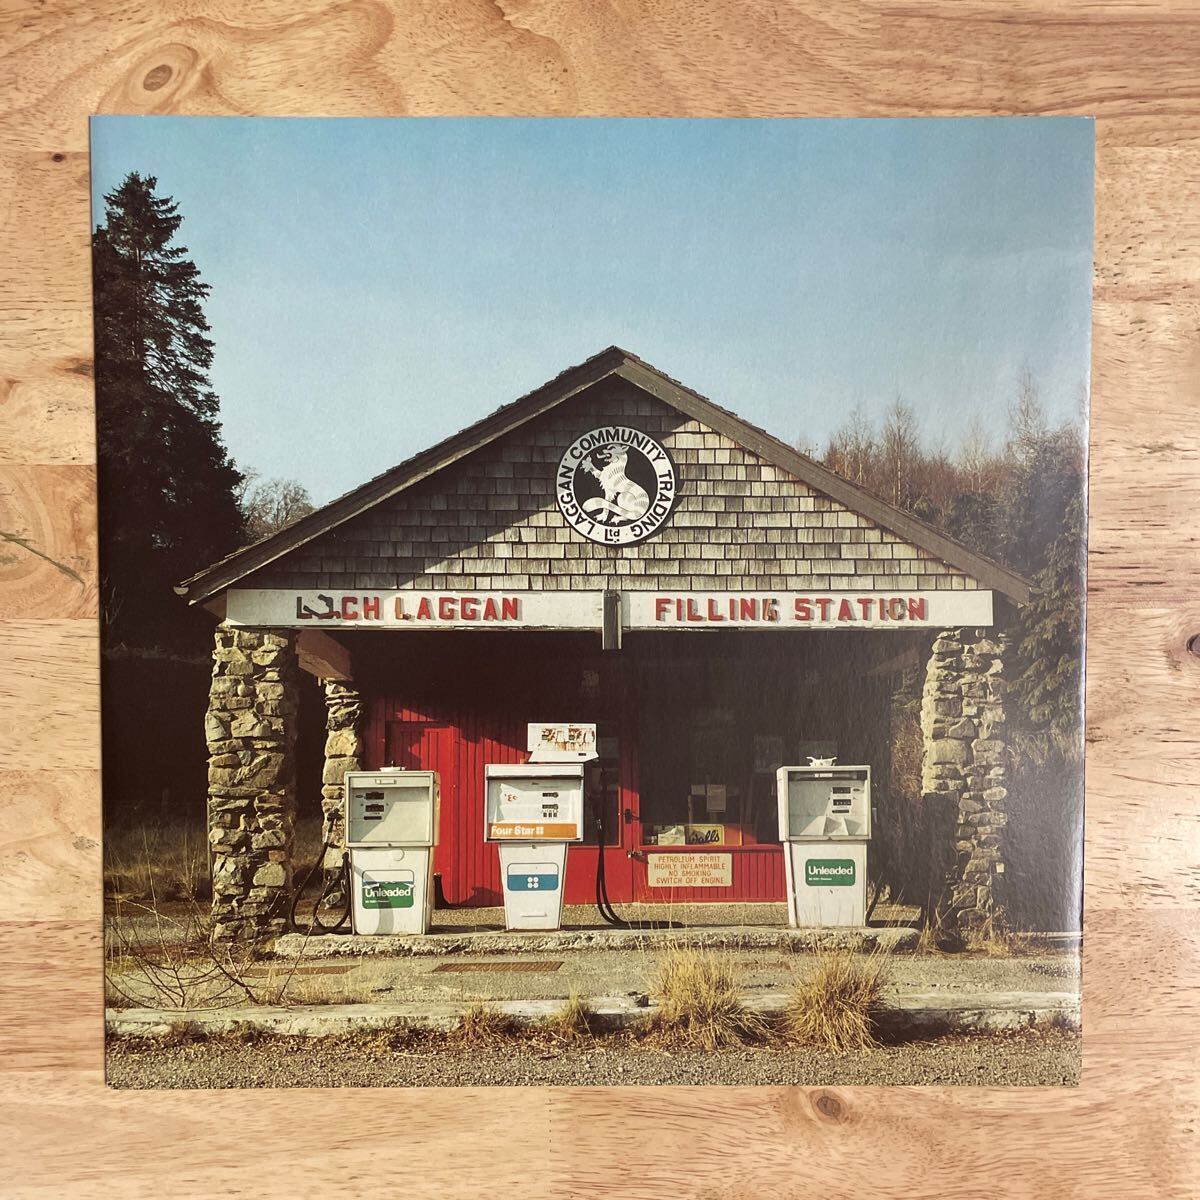 LAGGAN COMMUNITY TRADING
LOCH LAGGAN FILLING STATION
Four Star
Wall's
PETROLEUM SPIRIT
HIGHLY INFLAMMABLE
NO SMOKING
SWITCH OFF ENGINE
Unleaded
Unleaded